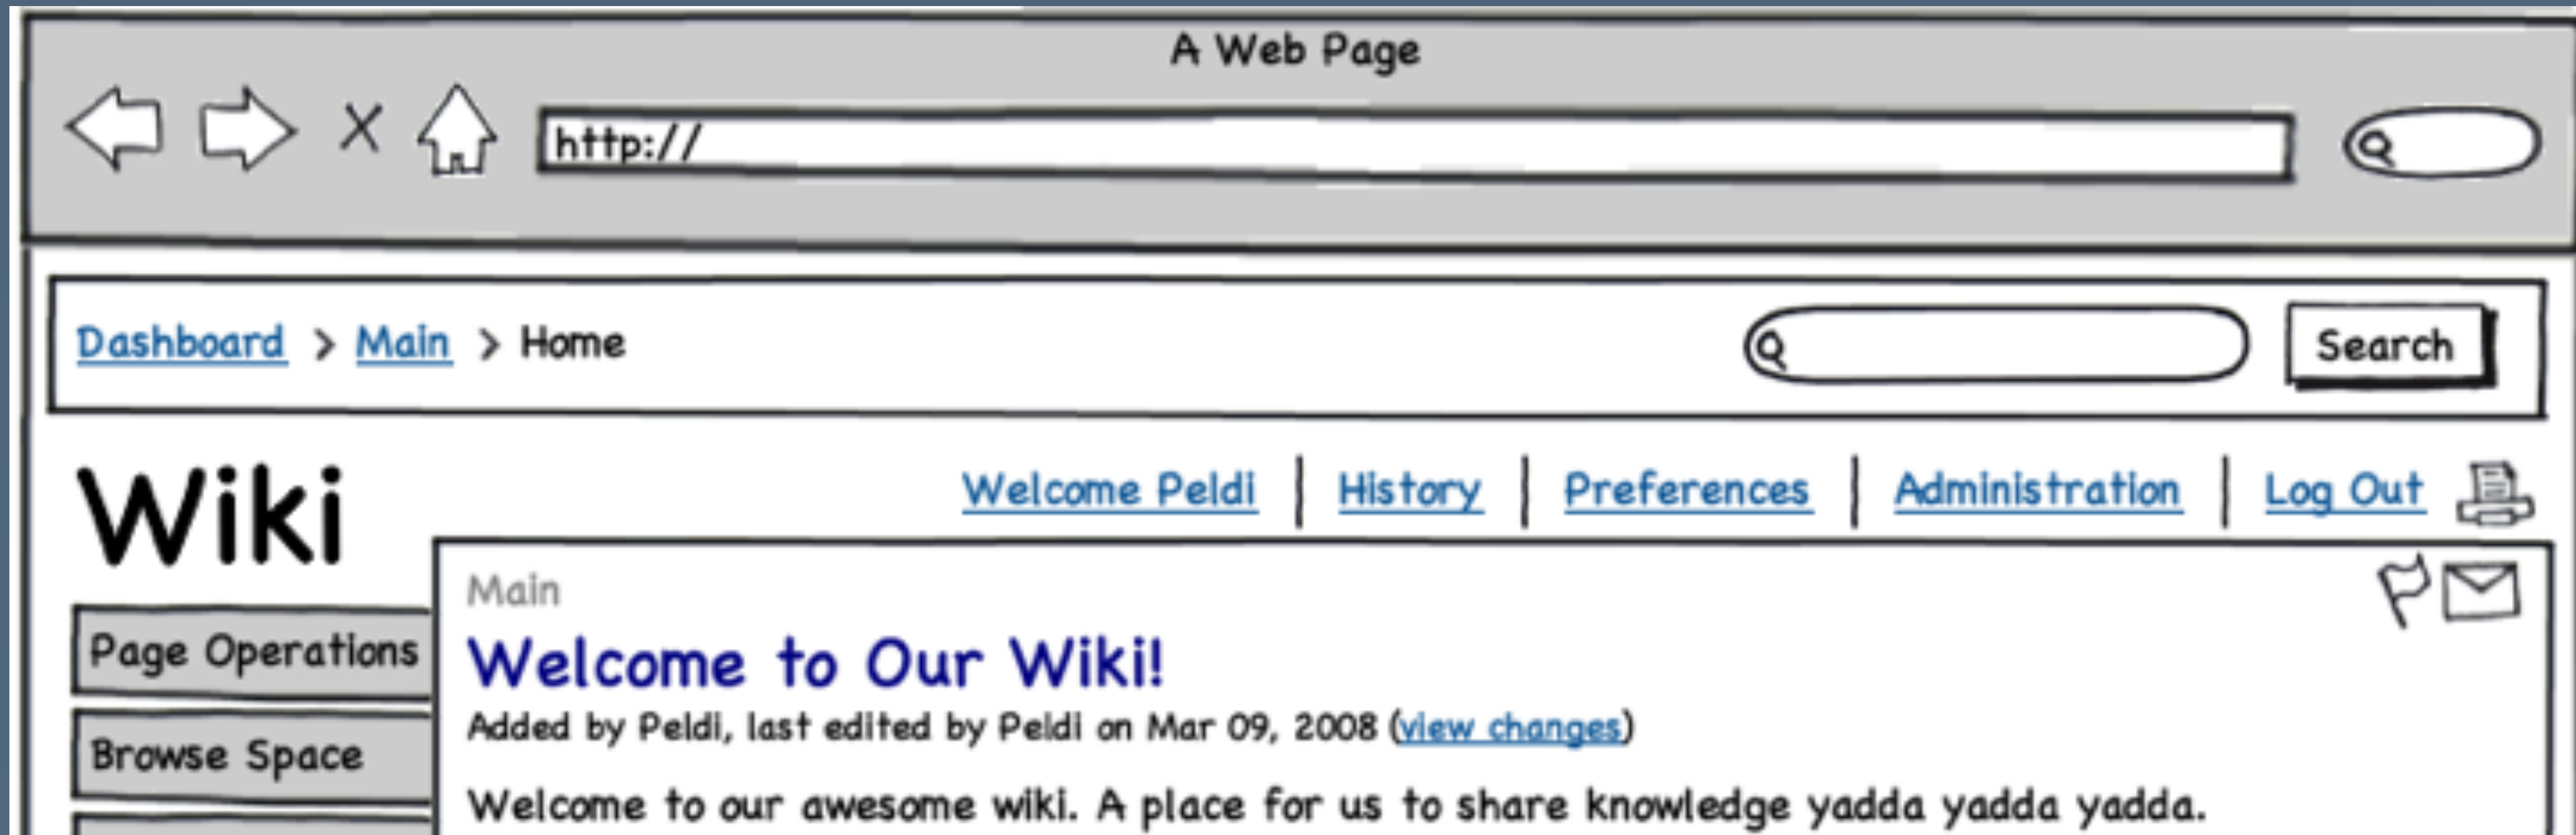 A Web Page
http://
Dashboard > Main > Home
Search
Wiki
Welcome Peldi | History | Preferences | Administration | Log Out
Page Operations
Browse Space
Main
Welcome to Our Wiki!
Added by Peldi, last edited by Peldi on Mar 09, 2008 (view changes)
Welcome to our awesome wiki. A place for us to share knowledge yadda yadda yadda.